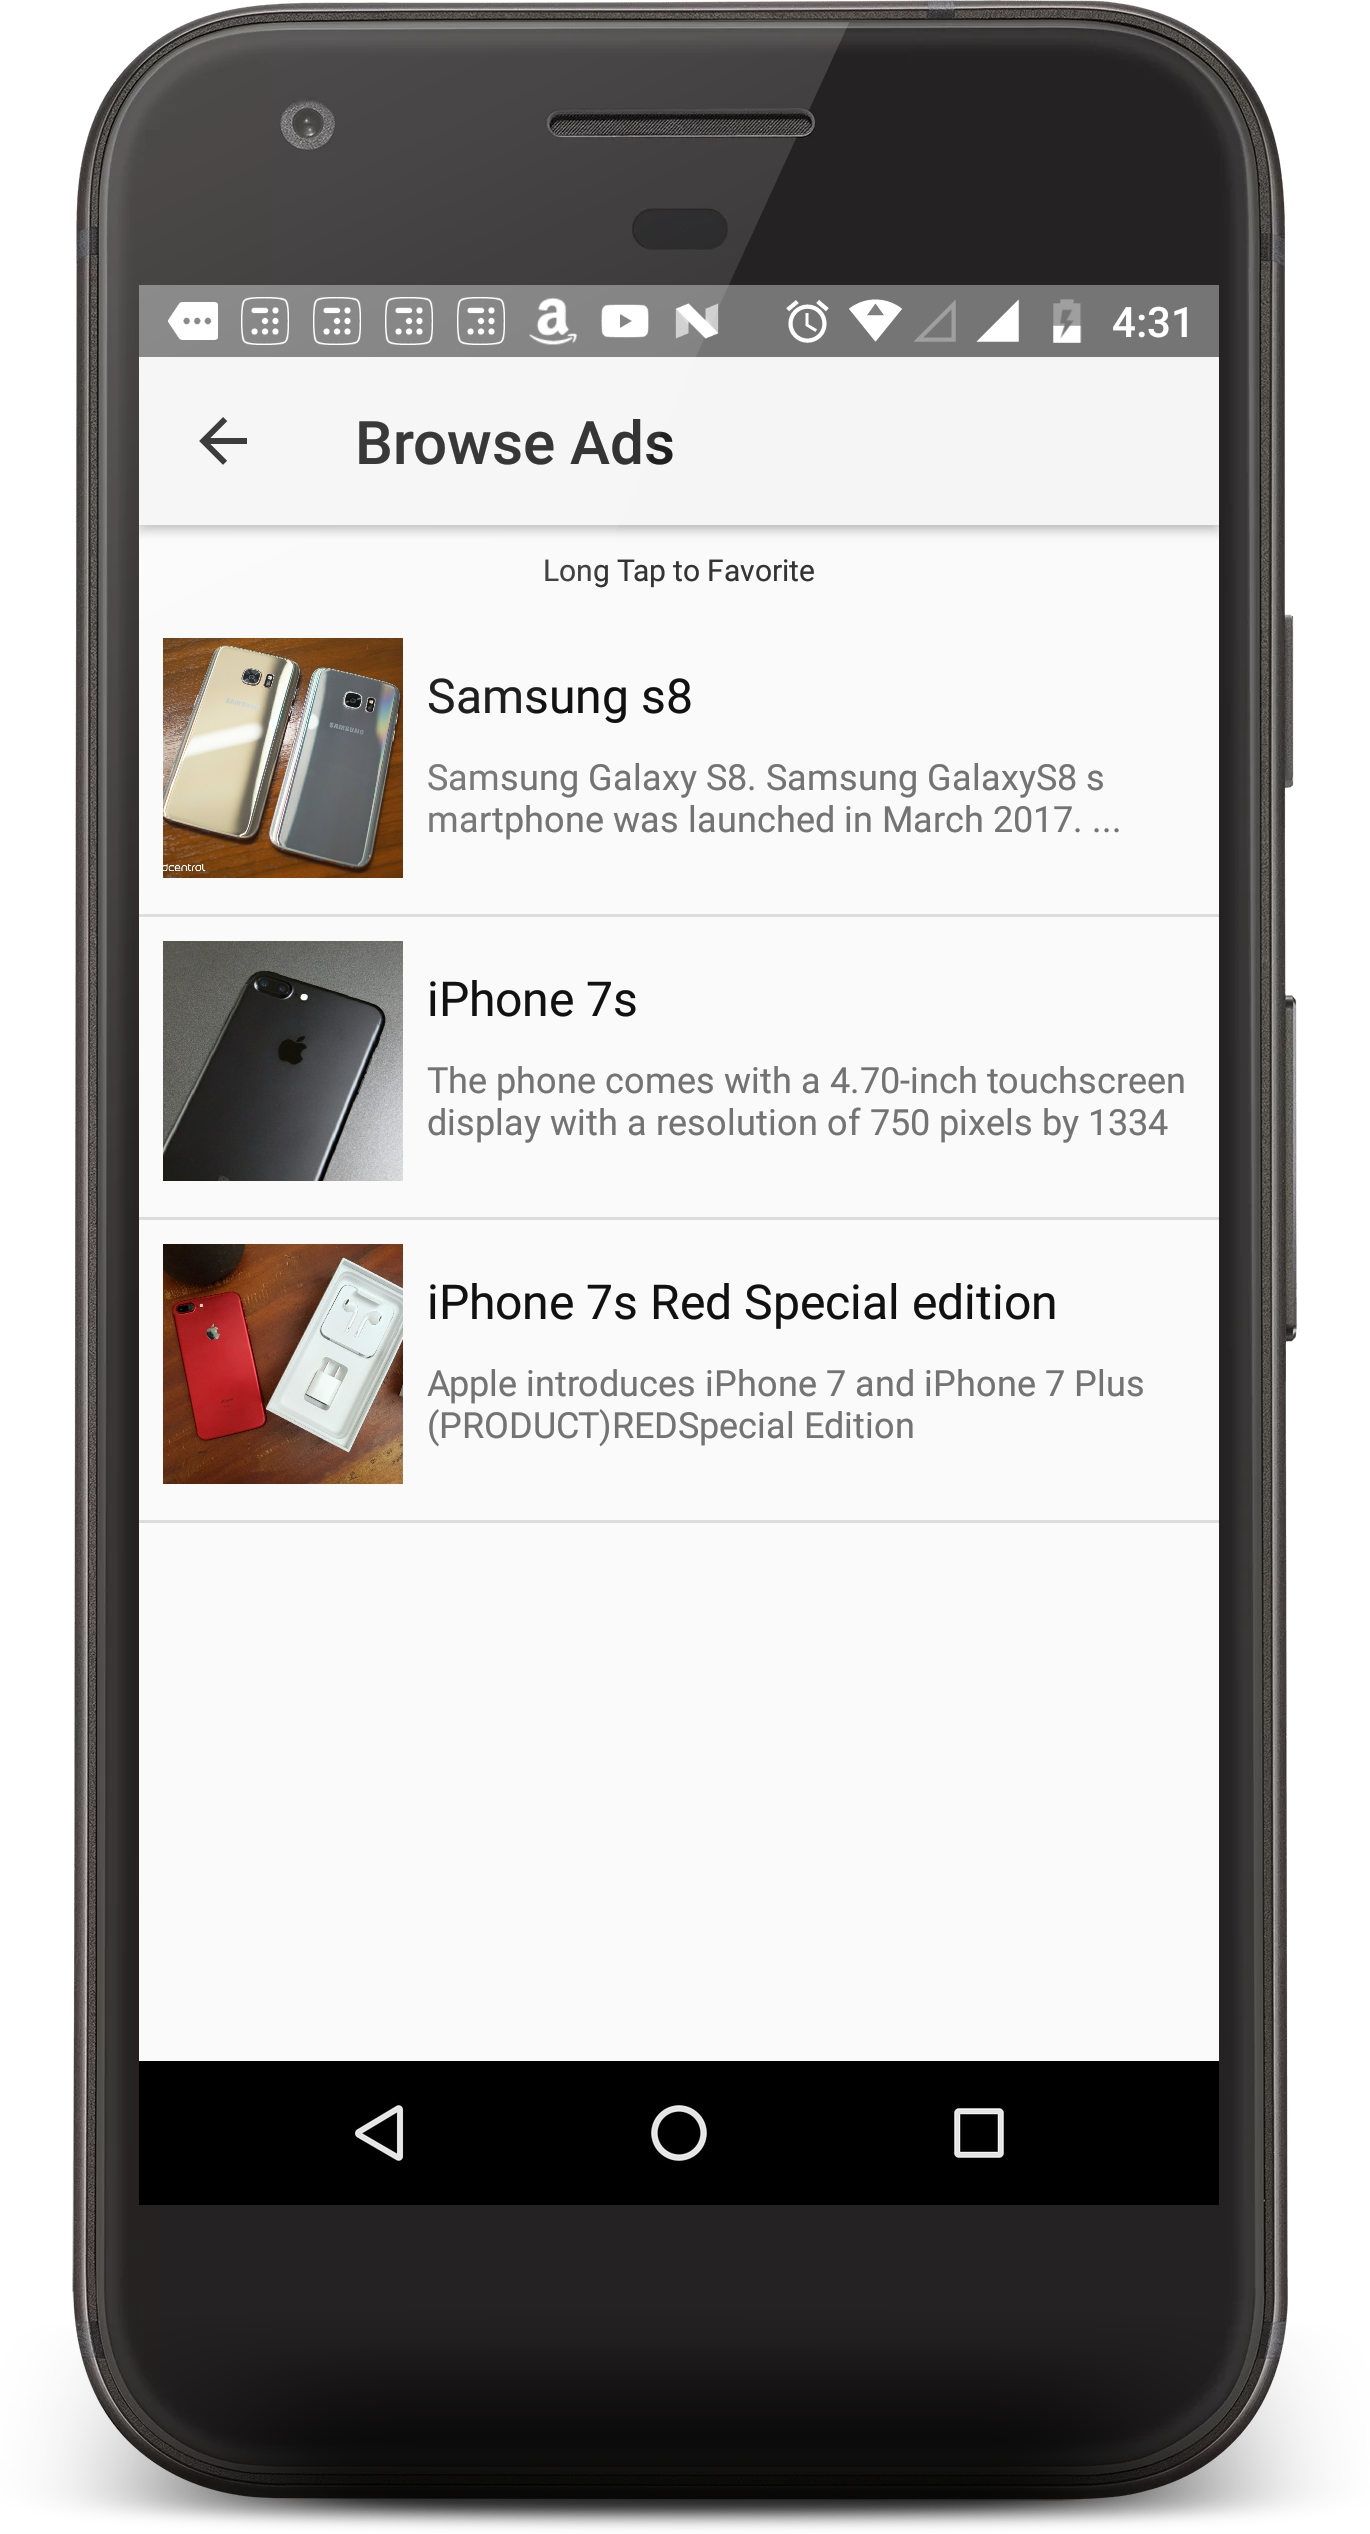 4:31
Browse Ads
Long Tap to Favorite
Samsung s8
Samsung Galaxy S8. Samsung GalaxyS8 s
martphone was launched in March 2017. ...
SAMSUNG
dcentral
iPhone 7s
The phone comes with a 4.70-inch touchscreen
display with a resolution of 750 pixels by 1334
iPhone 7s Red Special edition
Apple introduces iPhone 7 and iPhone 7 Plus
(PRODUCT)REDSpecial Edition